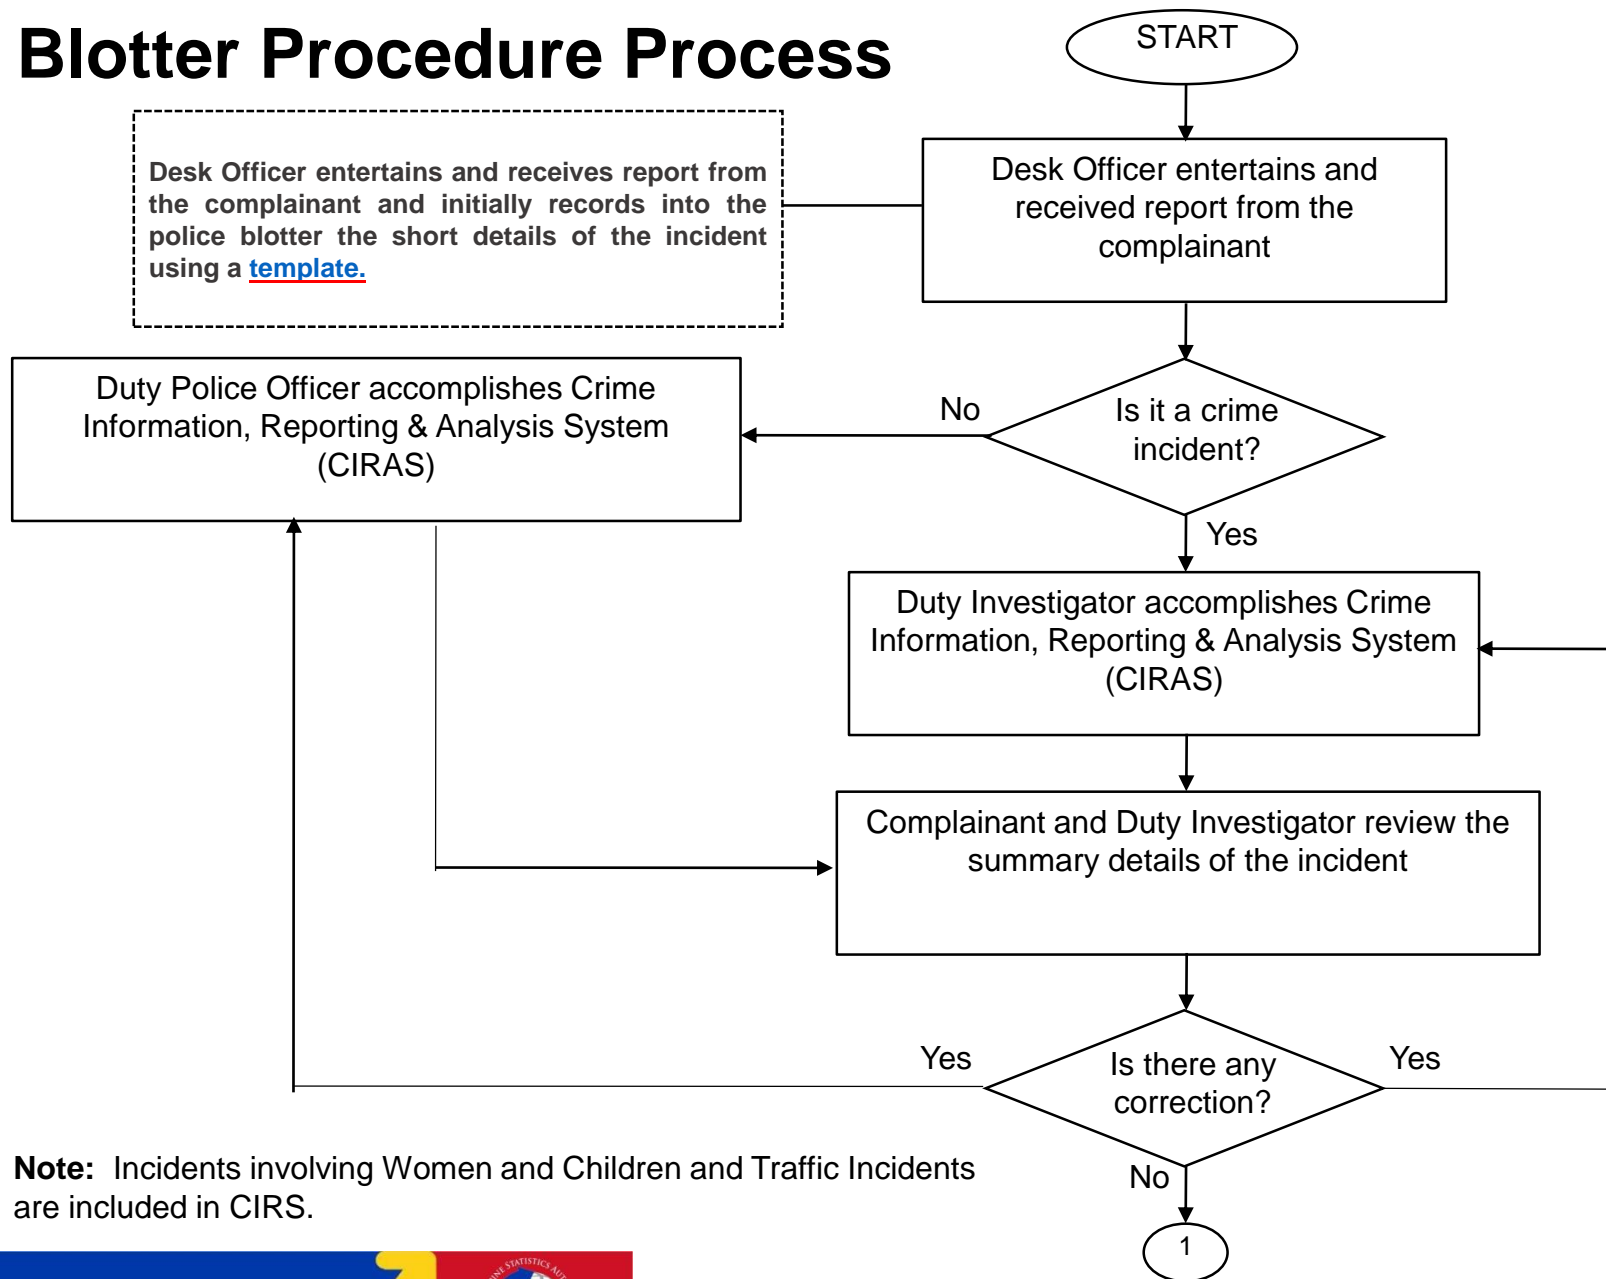 Blotter Procedure Process
START
Desk Officer entertains and receives report from
the complainant and initially records into the
police blotter the short details of the incident
using a template.
Desk Officer entertains and
received report from the
complainant
Duty Police Officer accomplishes Crime
Information, Reporting & Analysis System
(CIRAS)
No
Is it a crime
incident?
Yes
Duty Investigator accomplishes Crime
Information, Reporting & Analysis System
(CIRAS)
Complainant and Duty Investigator review the
summary details of the incident
Yes
Is there any
correction?
Yes
No
Note: Incidents involving Women and Children and Traffic Incidents
are included in CIRS.
1
STATISTICS